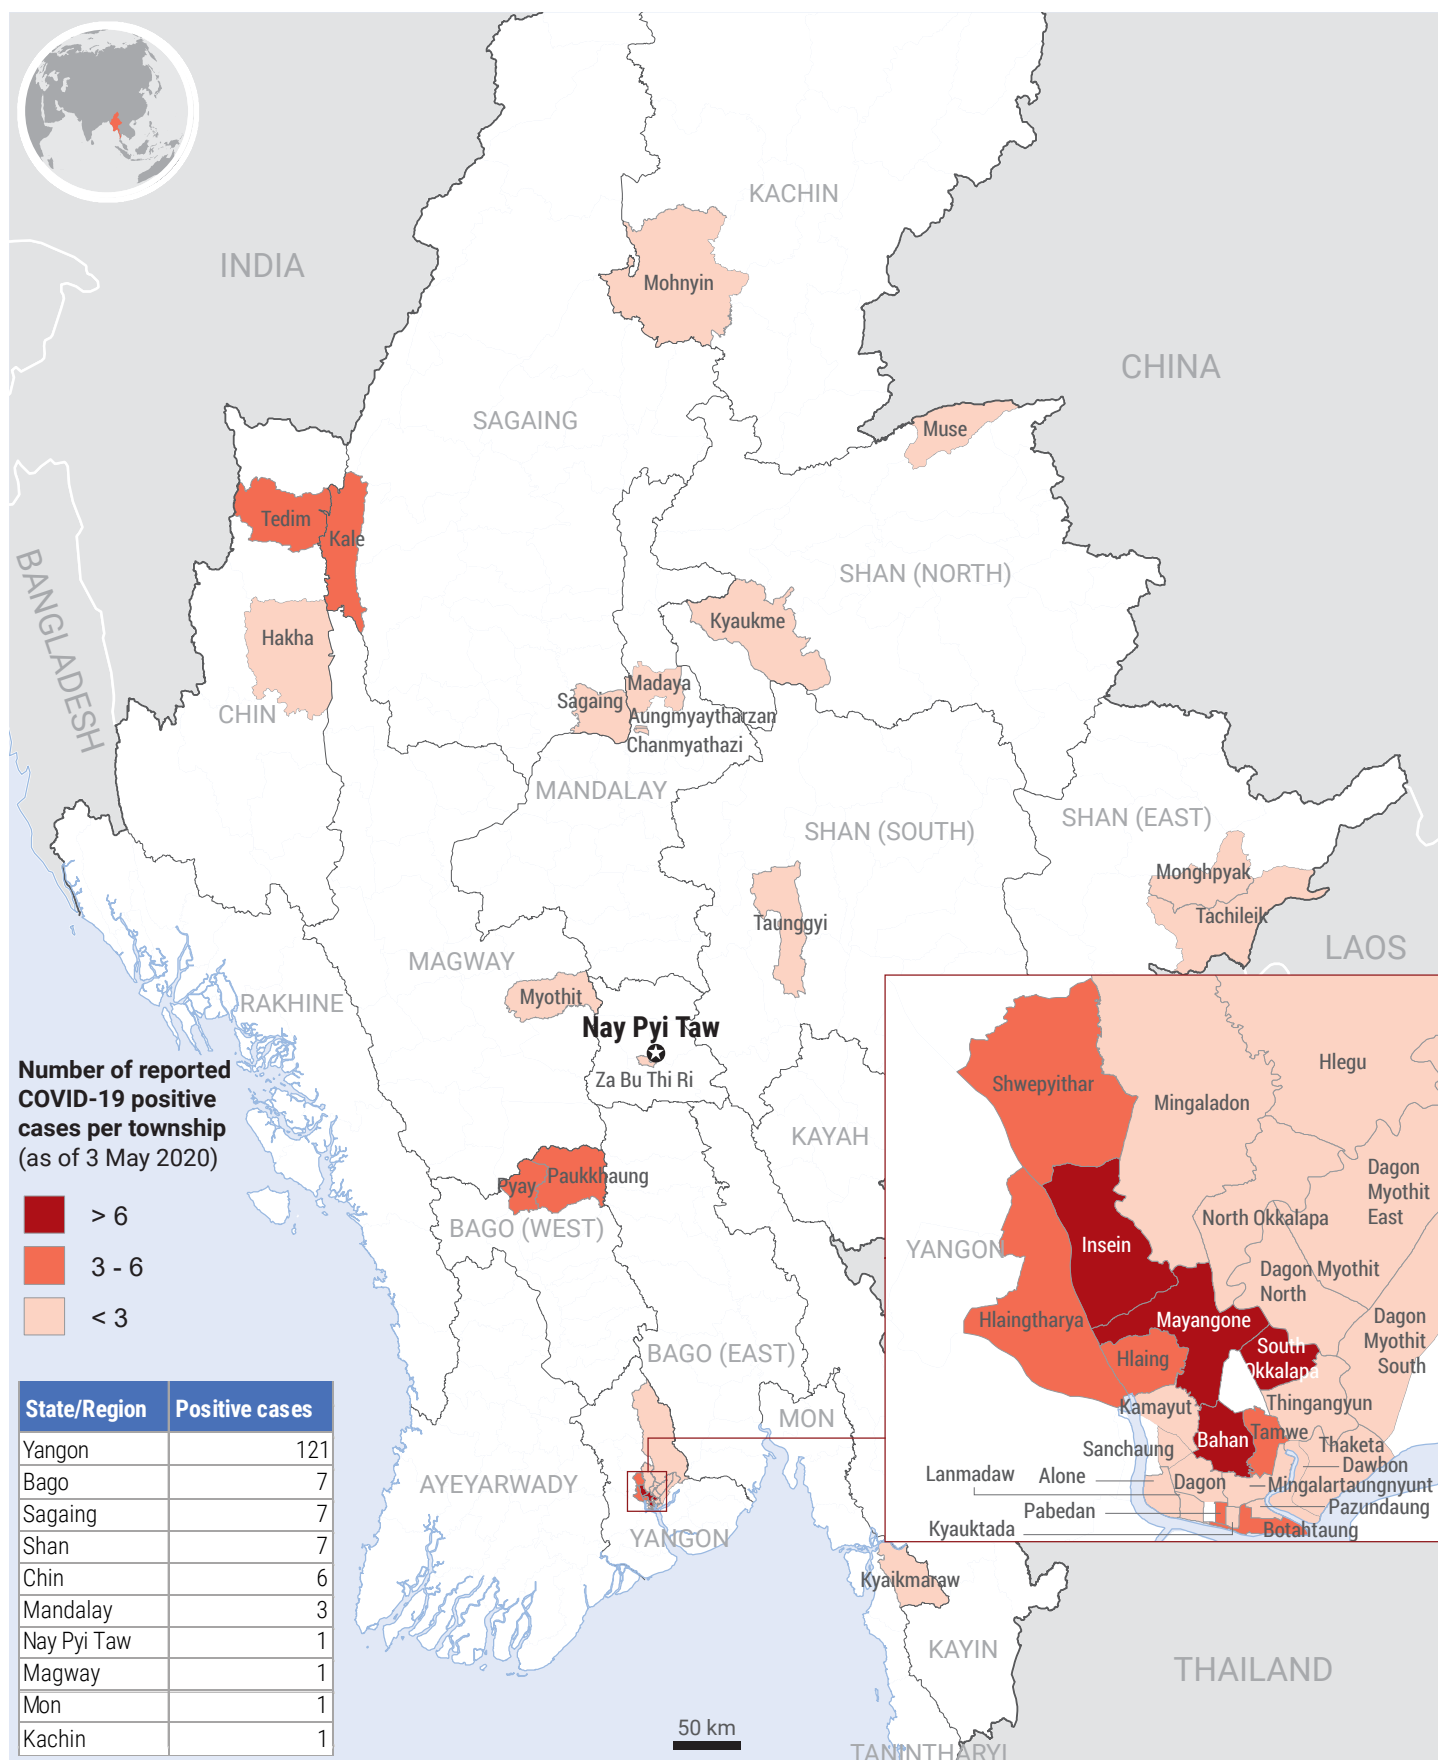 KACHIN
INDIA
Mohnyin
CHINA
SAGAING
Muse
Tedim
Kale
BANGLADESH
SHAN (NORTH)
Kyaukme
Hakha
Madaya
Sagaing
CHIN
Aungmyaytharzan
Chanmyathazi
MANDALAY
SHAN (SOUTH)
SHAN (EAST)
Monghpyak
Tachileik
Taunggyi
LAOS
MAGWAY
Myothit
RAKHINE
Nay Pyi Taw
Za Bu Thi Ri
KAYAH
Pyay
Paukkhaung
BAGO (WEST)
BAGO (EAST)
MON
AYEYARWADY
YANGON
Kyaikmaraw
KAYIN
THAILAND
TANINTHARYI
50 km
Number of reported
COVID-19 positive
cases per township
(as of 3 May 2020)
> 6
3 - 6
< 3
State/Region Positive cases
Yangon 121
Bago 7
Sagaing 7
Shan 7
Chin 6
Mandalay 3
Nay Pyi Taw 1
Magway 1
Mon 1
Kachin 1
Hlegu
Shwepyithar
Mingaladon
Dagon
Myothit
East
North Okkalapa
YANGON
Insein
Dagon Myothit
North
Hlaingtharya
Mayangone
Dagon
Myothit
South
South
Okkalapa
Hlaing
Kamayut
Thingangyun
Tamwe
Bahan
Sanchaung
Thaketa
Dawbon
Lanmadaw
Alone
Dagon
Mingalartaungnyunt
Pabedan
Pazundaung
Kyauktada
Botahtaung